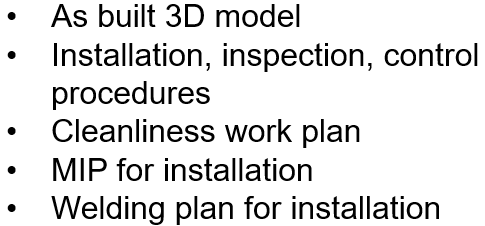 • As built 3D model
• Installation, inspection, control
procedures
• Cleanliness work plan
• MIP for installation
• Welding plan for installation